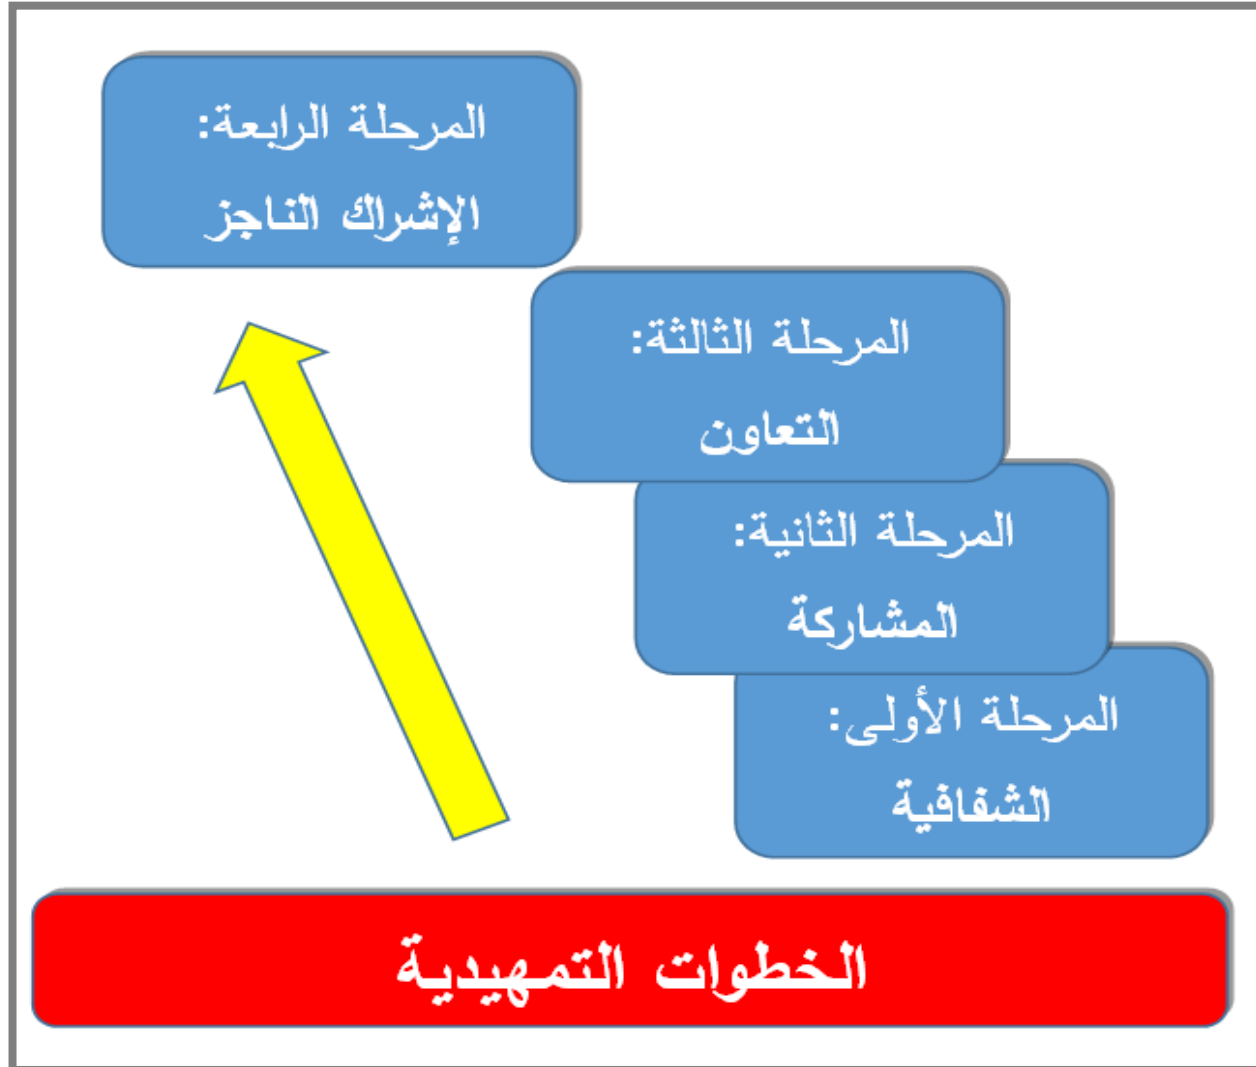 المرحلة الرابعة:
الإشراك الناجز
المرحلة الثالثة:
التعاون
المرحلة الثانية:
المشاركة
المرحلة الأولى:
الشفافية
الخطوات التمهيدية